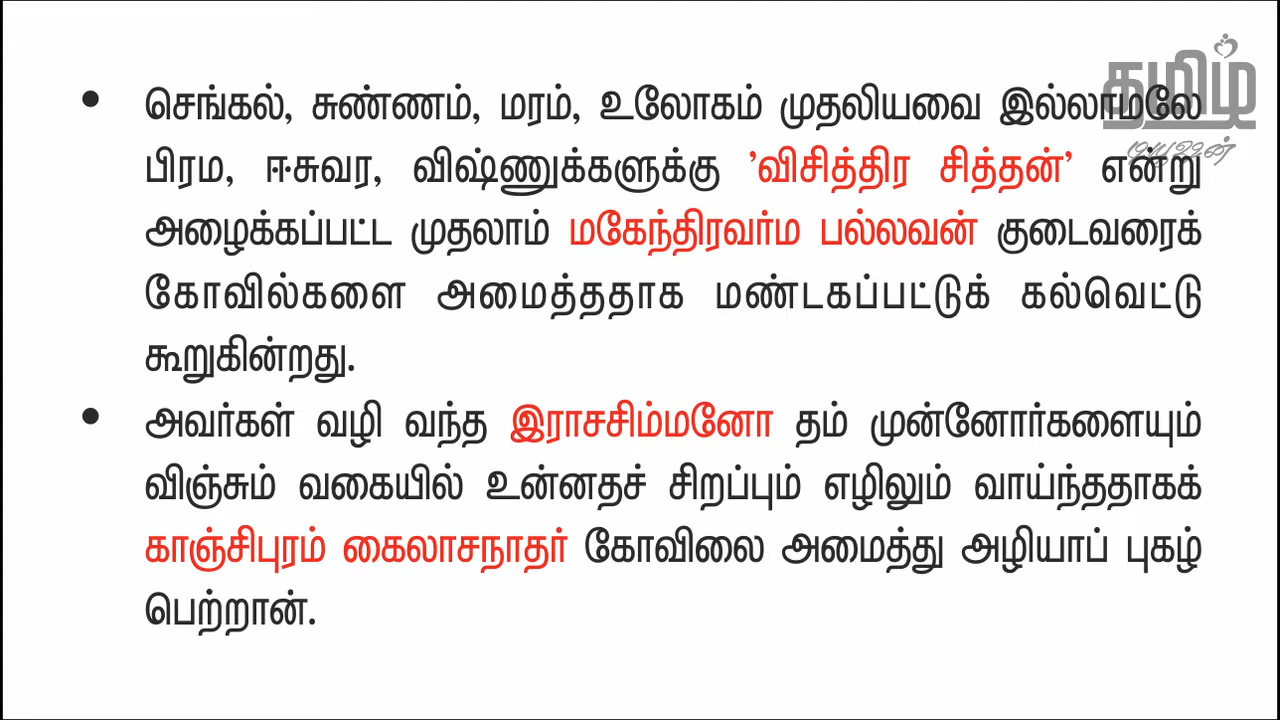 தமிழ்
• செங்கல், சுண்ணம், மரம், உலோகம் முதலியவை இல்லாமலே
பிரம, ஈசுவர, விஷ்ணுக்களுக்கு ’விசித்திர சித்தன்’ என்று
அழைக்கப்பட்ட முதலாம் மகேந்திரவர்ம பல்லவன் குடைவரைக்
கோவில்களை அமைத்ததாக மண்டகப்பட்டுக் கல்வெட்டு
கூறுகின்றது.
• அவர்கள் வழி வந்த இராசசிம்மனோ தம் முன்னோர்களையும்
விஞ்சும் வகையில் உன்னதச் சிறப்பும் எழிலும் வாய்ந்ததாகக்
காஞ்சிபுரம் கைலாசநாதர் கோவிலை அமைத்து அழியாப் புகழ்
பெற்றான்.